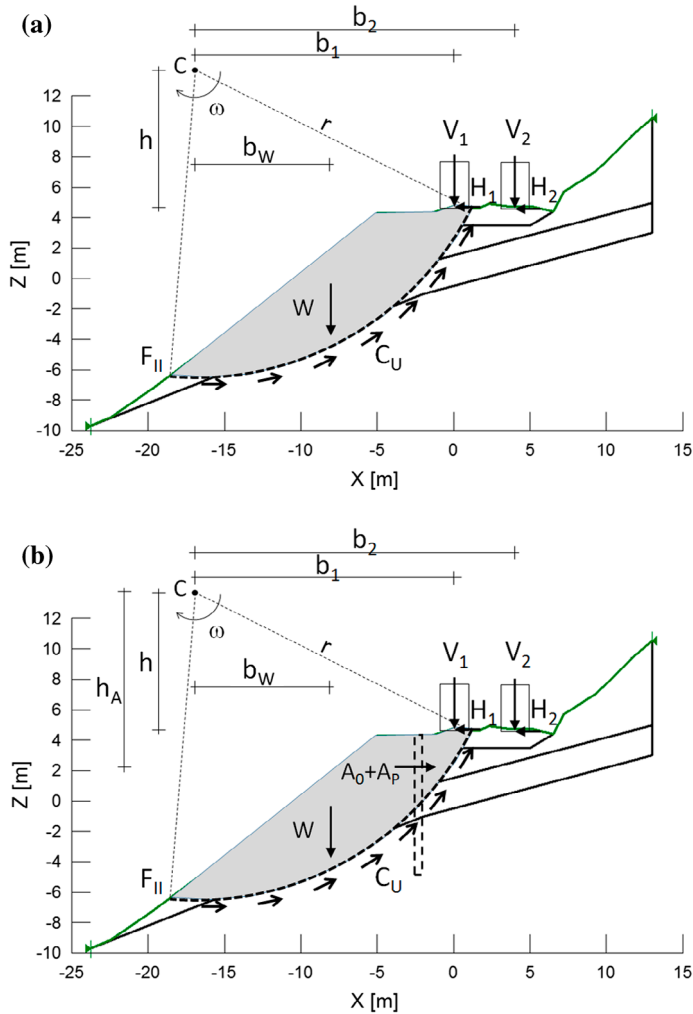 (a)
b2
b1
C
ω
r
h
bW
V1
V2
H1
H2
12
10
8
6
4
2
0
-2
-4
-6
-8
-10
Z [m]
W
FII
CU
-25 -20 -15 -10 -5 0 5 10 15
X [m]
(b)
b2
b1
C
ω
r
h
hA
bW
V1
V2
H1
H2
12
10
8
6
4
2
0
-2
-4
-6
-8
-10
Z [m]
A0+AP
W
FII
CU
-25 -20 -15 -10 -5 0 5 10 15
X [m]